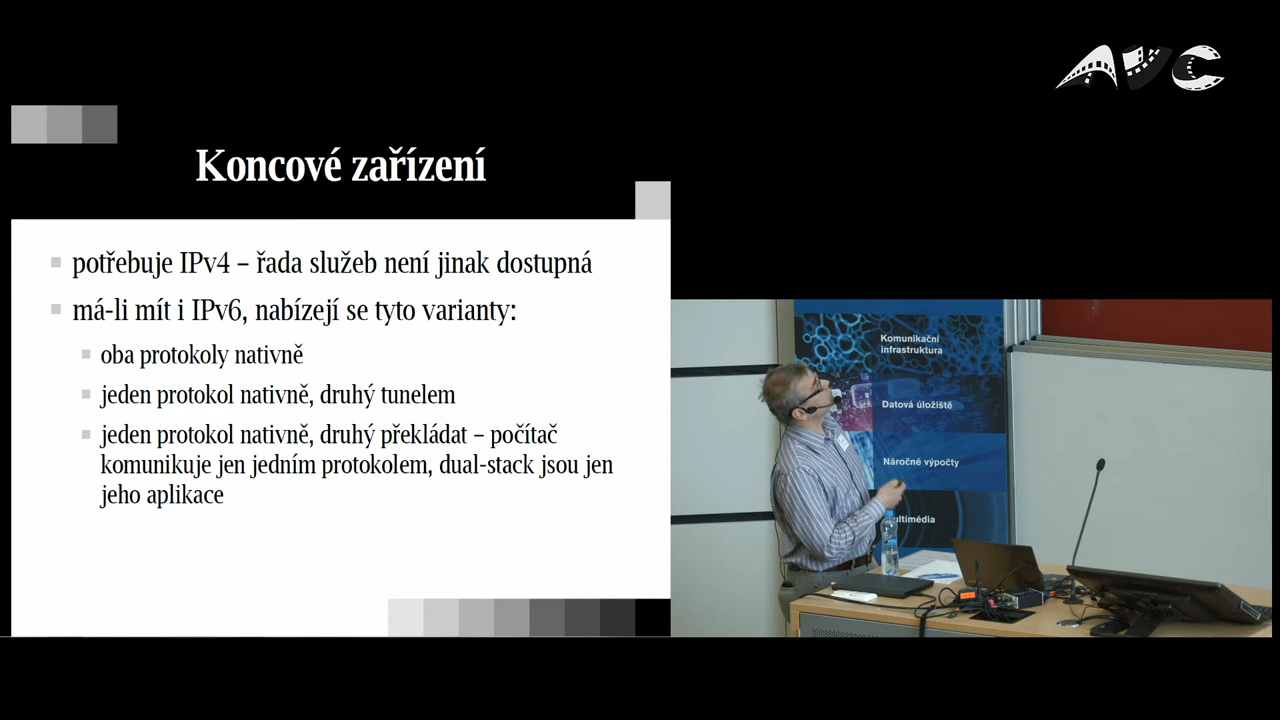 AVC
Koncové zařízení
potřebuje IPv4 – řada služeb není jinak dostupná
má-li mít i IPv6, nabízejí se tyto varianty:
oba protokoly nativně
jeden protokol nativně, druhý tunelem
jeden protokol nativně, druhý překládat – počítač
komunikuje jen jedním protokolem, dual-stack jsou jen
jeho aplikace
Komunikační
infrastruktura
Datová úložiště
Náročné výpočty
ultimédia